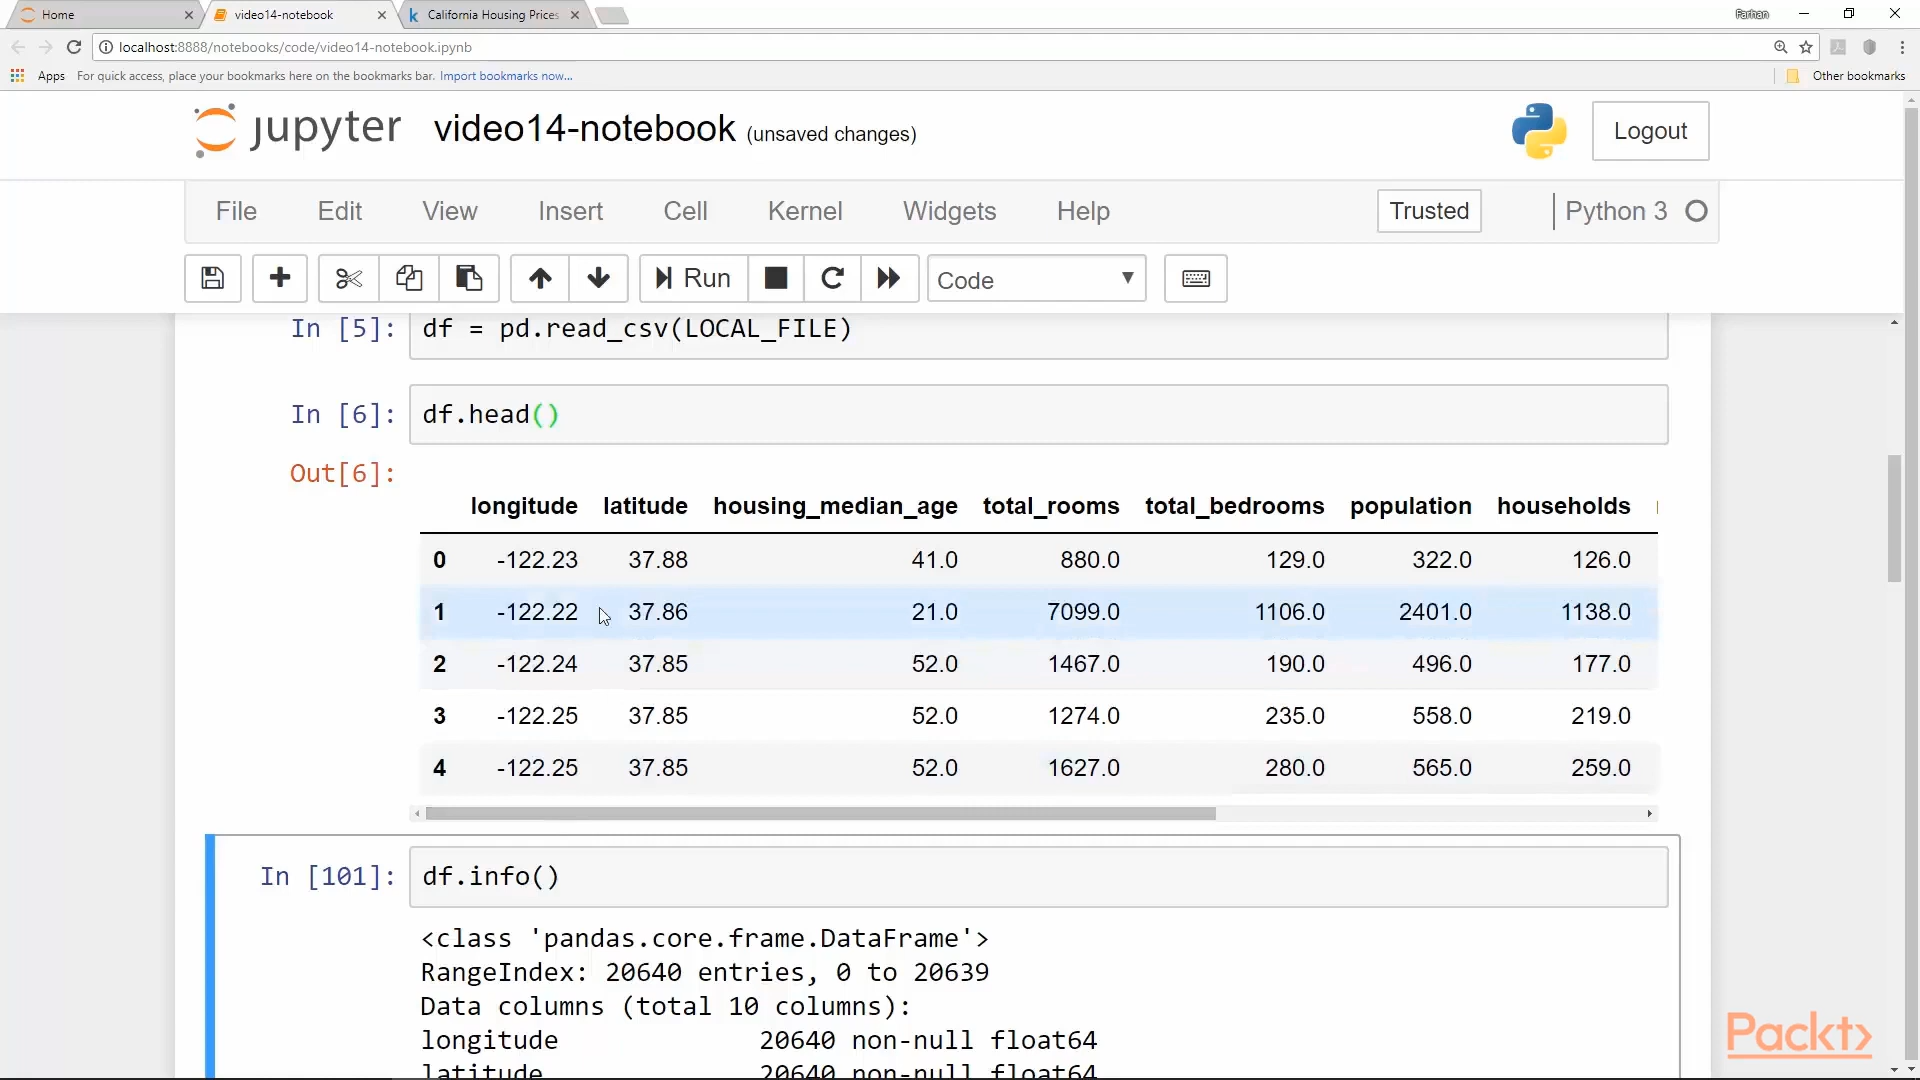 Home
video14-notebook
California Housing Prices
Farhan
localhost:8888/notebooks/code/video14-notebook.ipynb
Apps For quick access, place your bookmarks here on the bookmarks bar. Import bookmarks now... Other bookmarks
jupyter video14-notebook (unsaved changes) Logout
File Edit View Insert Cell Kernel Widgets Help Trusted Python 3
Run Code
In [5]: df = pd.read_csv(LOCAL_FILE)
In [6]: df.head()
Out[6]:
longitude latitude housing_median_age total_rooms total_bedrooms population households
0 -122.23 37.88 41.0 880.0 129.0 322.0 126.0
1 -122.22 37.86 21.0 7099.0 1106.0 2401.0 1138.0
2 -122.24 37.85 52.0 1467.0 190.0 496.0 177.0
3 -122.25 37.85 52.0 1274.0 235.0 558.0 219.0
4 -122.25 37.85 52.0 1627.0 280.0 565.0 259.0
In [101]: df.info()
<class 'pandas.core.frame.DataFrame'>
RangeIndex: 20640 entries, 0 to 20639
Data columns (total 10 columns):
longitude 20640 non-null float64
latitude 20640 non-null float64
Packt>